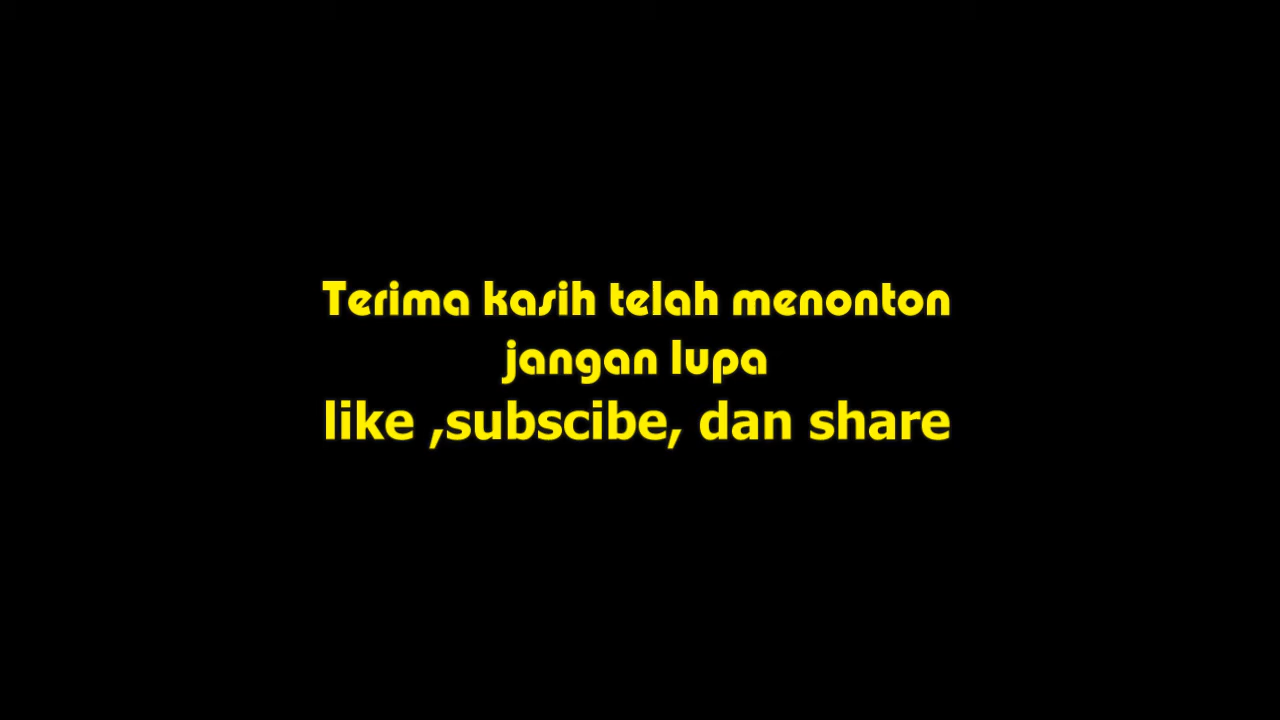 Terima kasih telah menonton
jangan lupa
like ,subscibe, dan share